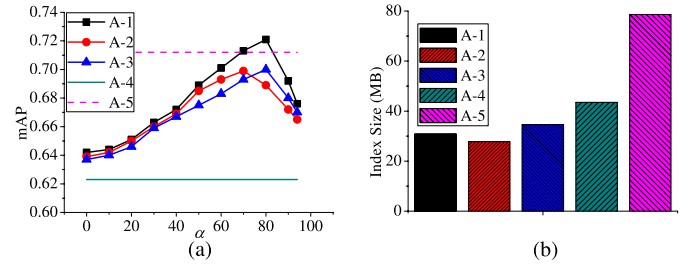 0.74
0.72
0.70
0.68
0.66
0.64
0.62
0.60
mAP
A-1
A-2
A-3
A-4
A-5
0
20
40
60
80
100
α
(a)
80
60
40
20
0
Index Size (MB)
A-1
A-2
A-3
A-4
A-5
(b)